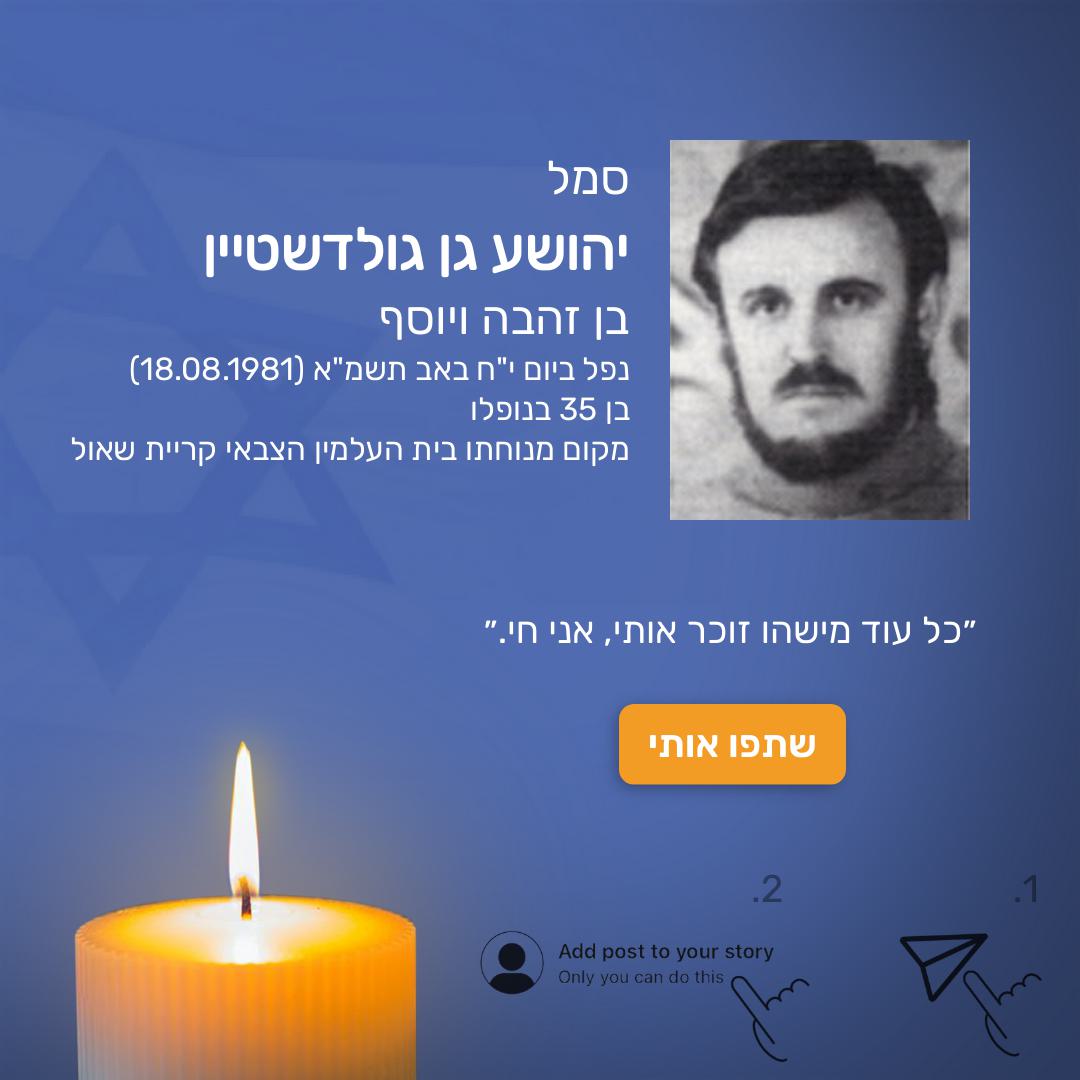 סמל
יהושע גן גולדשטיין
בן זהבה ויוסף
נפל ביום י"ח באב תשמ"א (18.08.1981)
בן 35 בנופלו
מקום מנוחתו בית העלמין הצבאי קריית שאול
״כל עוד מישהו זוכר אותי, אני חי.״
שתפו אותי
1.
2.
Add post to your story
Only you can do this